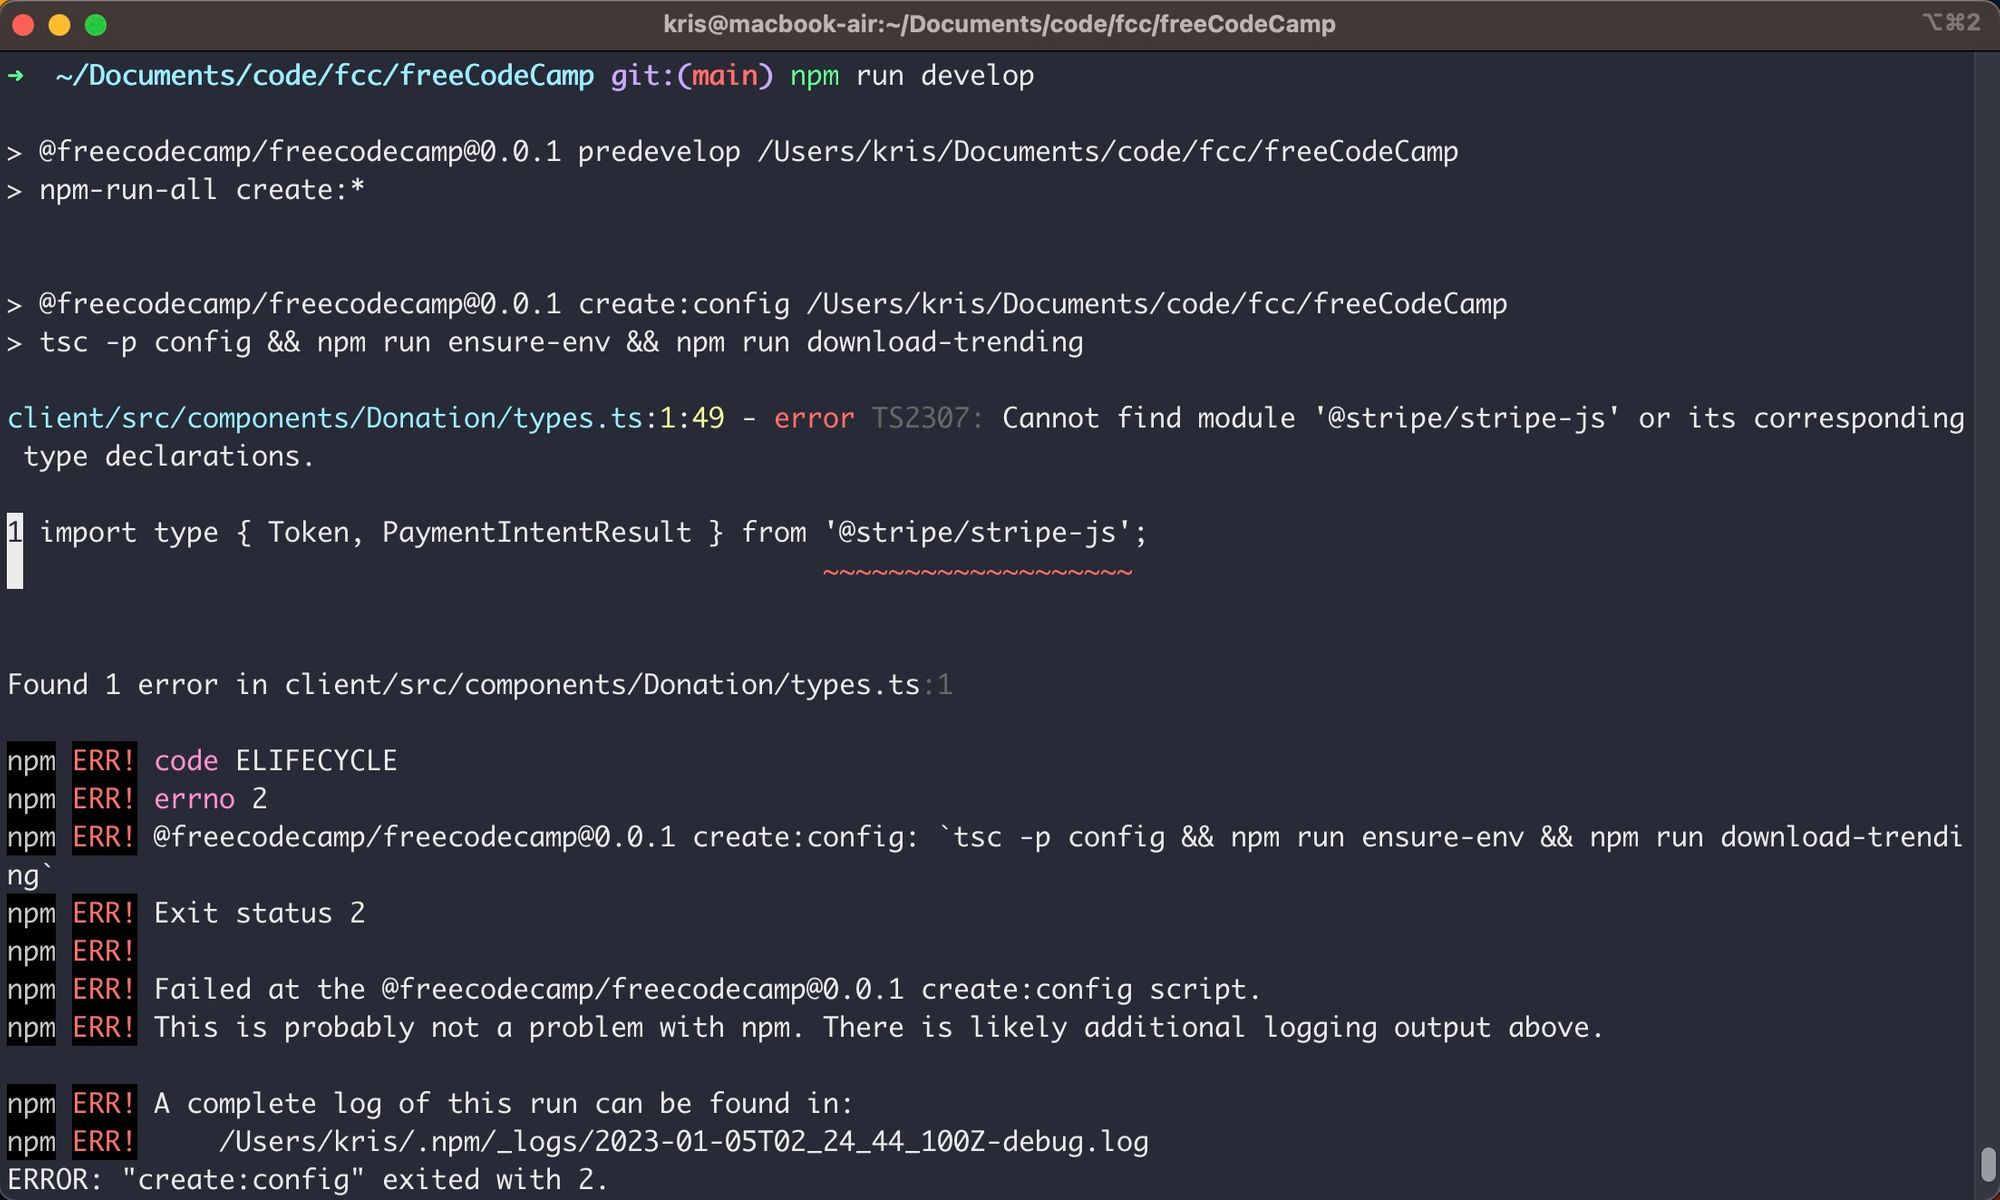 kris@macbook-air:~/Documents/code/fcc/freeCodeCamp
⌥⌘2
➜  ~/Documents/code/fcc/freeCodeCamp git:(main) npm run develop
> @freecodecamp/freecodecamp@0.0.1 predevelop /Users/kris/Documents/code/fcc/freeCodeCamp
> npm-run-all create:*
> @freecodecamp/freecodecamp@0.0.1 create:config /Users/kris/Documents/code/fcc/freeCodeCamp
> tsc -p config && npm run ensure-env && npm run download-trending
client/src/components/Donation/types.ts:1:49 - error TS2307: Cannot find module '@stripe/stripe-js' or its corresponding
 type declarations.
1 import type { Token, PaymentIntentResult } from '@stripe/stripe-js';
~~~~~~~~~~~~~~~~~~~
Found 1 error in client/src/components/Donation/types.ts:1
npm ERR! code ELIFECYCLE
npm ERR! errno 2
npm ERR! @freecodecamp/freecodecamp@0.0.1 create:config: `tsc -p config && npm run ensure-env && npm run download-trendi
ng`
npm ERR! Exit status 2
npm ERR!
npm ERR! Failed at the @freecodecamp/freecodecamp@0.0.1 create:config script.
npm ERR! This is probably not a problem with npm. There is likely additional logging output above.
npm ERR! A complete log of this run can be found in:
npm ERR!     /Users/kris/.npm/_logs/2023-01-05T02_24_44_100Z-debug.log
ERROR: "create:config" exited with 2.